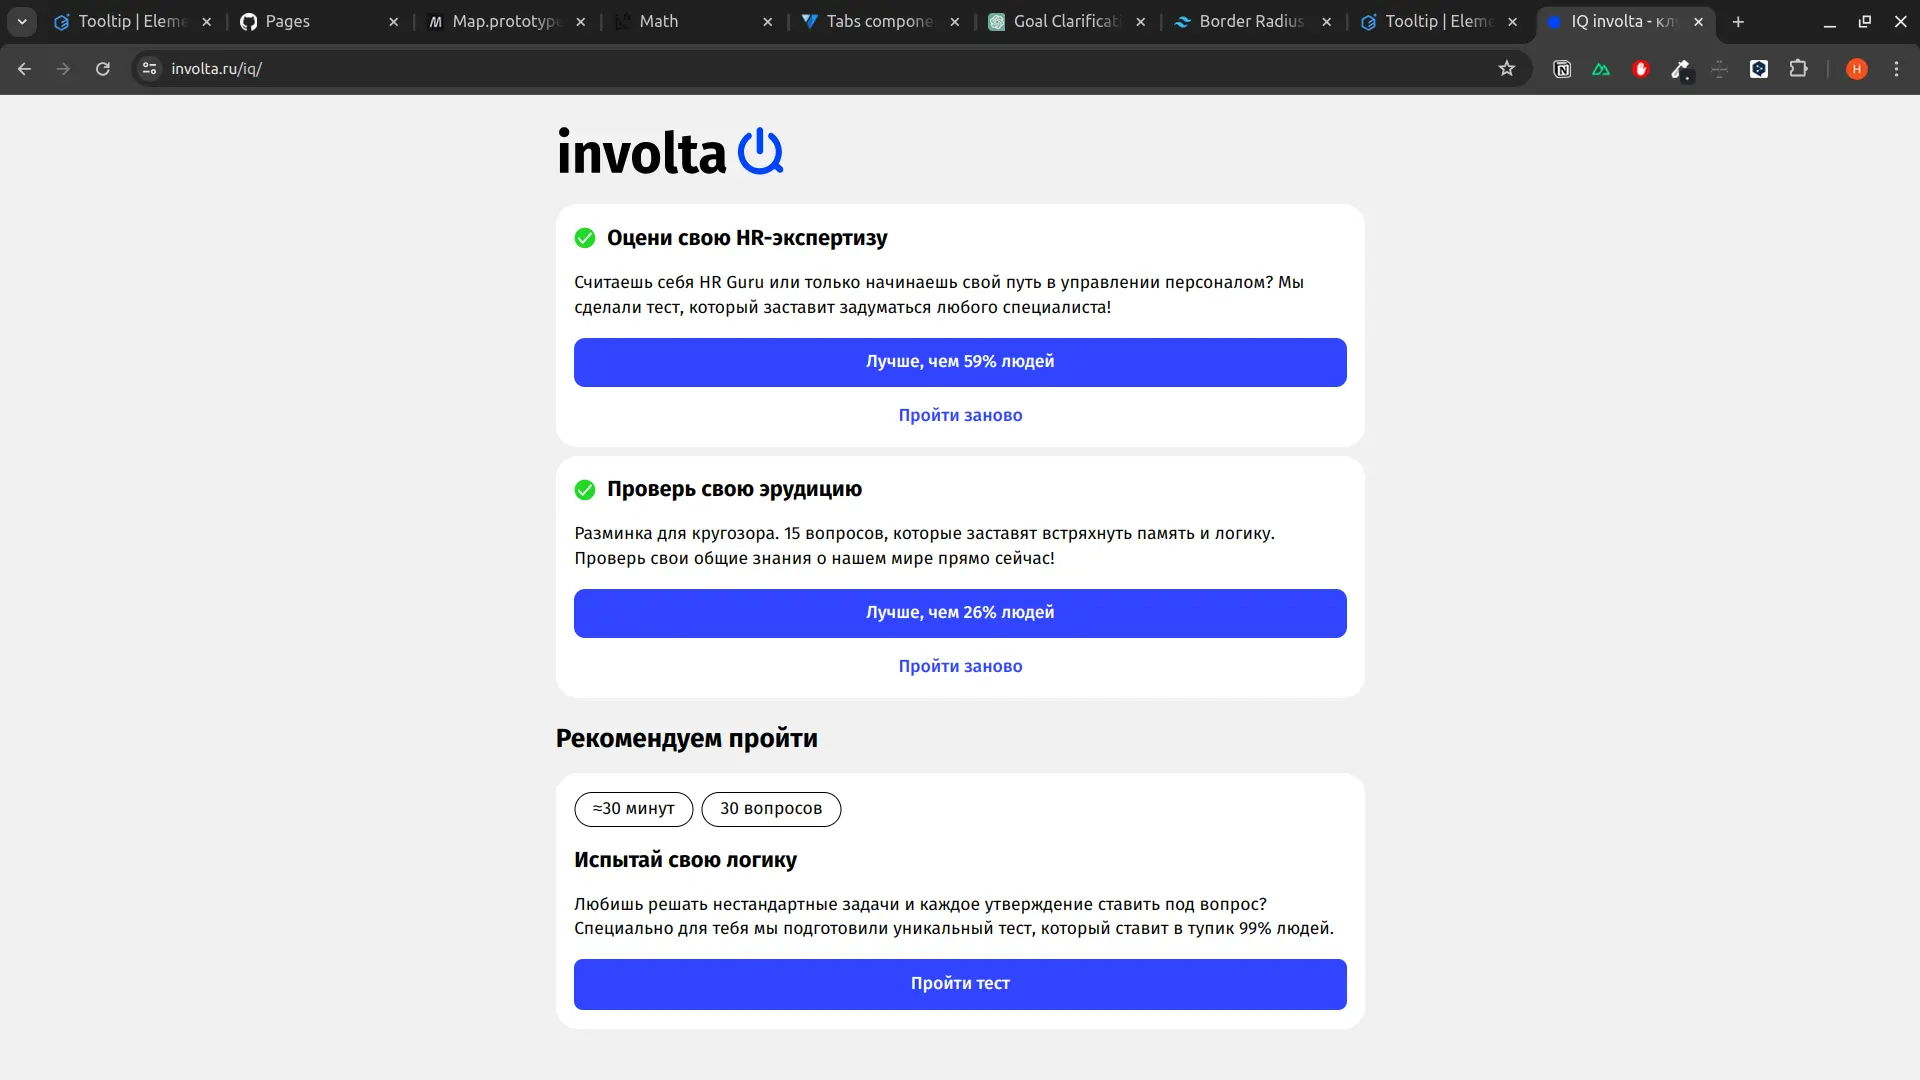 Tooltip | Eleme
Pages
Map.prototype
Math
Tabs compone
Goal Clarificati
Border Radius
Tooltip | Eleme
IQ involta - клу
involta.ru/iq/
H
involta
Оцени свою HR-экспертизу
Считаешь себя HR Guru или только начинаешь свой путь в управлении персоналом? Мы
сделали тест, который заставит задуматься любого специалиста!
Лучше, чем 59% людей
Пройти заново
Проверь свою эрудицию
Разминка для кругозора. 15 вопросов, которые заставят встряхнуть память и логику.
Проверь свои общие знания о нашем мире прямо сейчас!
Лучше, чем 26% людей
Пройти заново
Рекомендуем пройти
≈30 минут
30 вопросов
Испытай свою логику
Любишь решать нестандартные задачи и каждое утверждение ставить под вопрос?
Специально для тебя мы подготовили уникальный тест, который ставит в тупик 99% людей.
Пройти тест